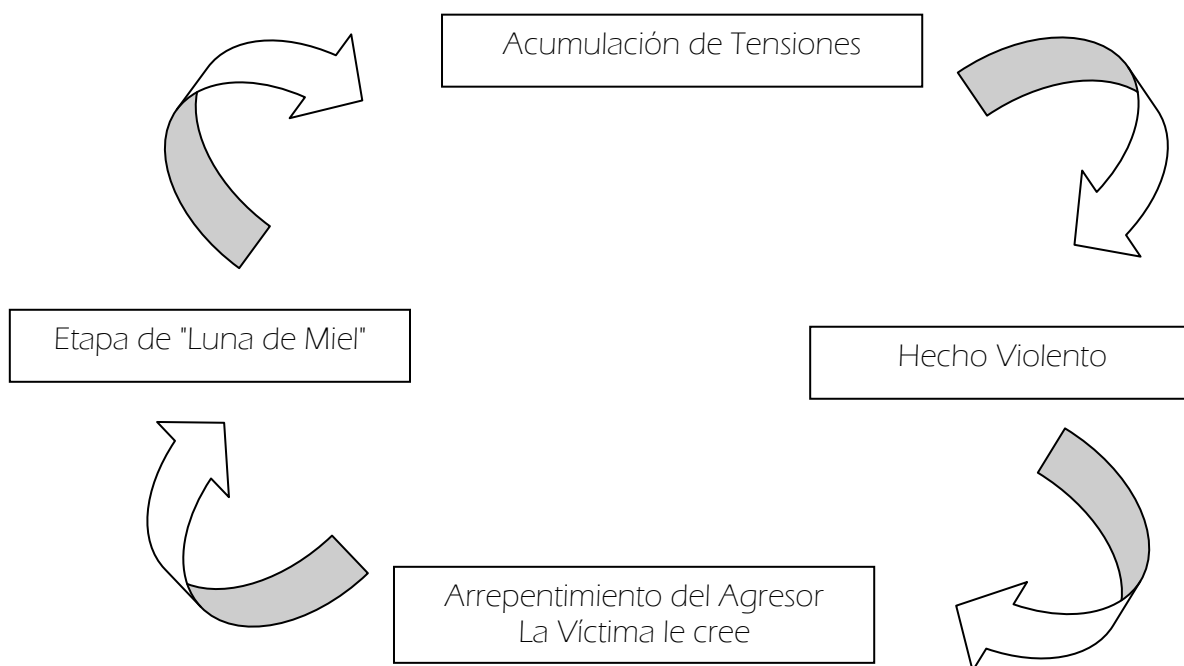 Acumulación de Tensiones
Etapa de "Luna de Miel"
Hecho Violento
Arrepentimiento del Agresor
La Víctima le cree